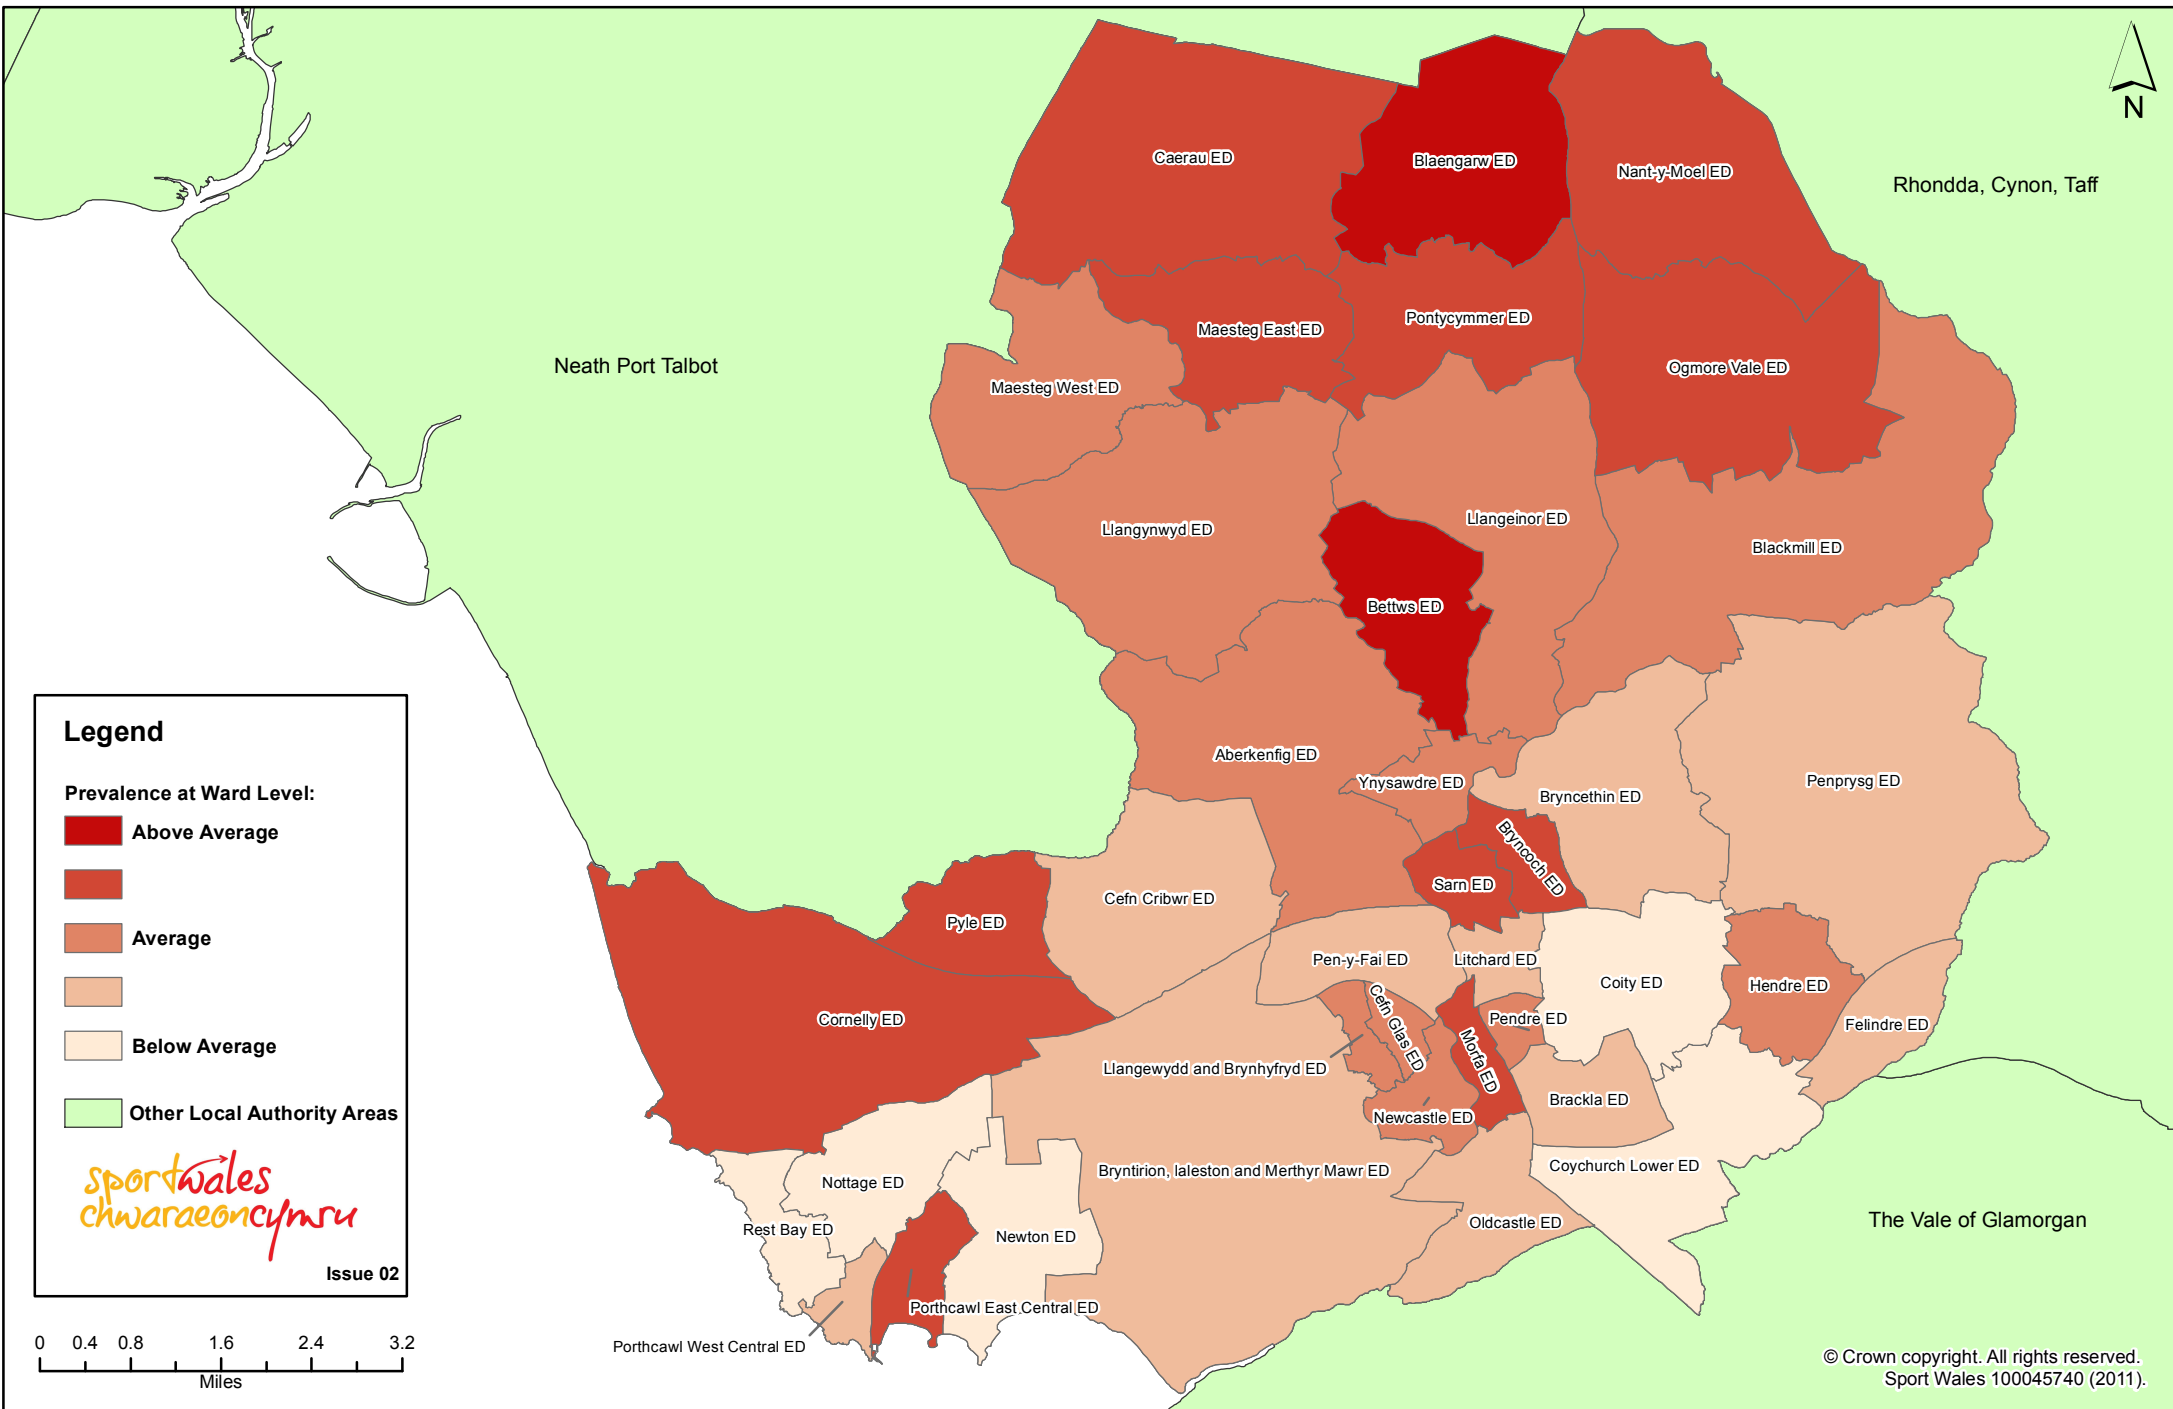 N
Caerau ED
Blaengarw ED
Nant-y-Moel ED
Rhondda, Cynon, Taff
Neath Port Talbot
Maesteg East ED
Pontycymmer ED
Maesteg West ED
Ogmore Vale ED
Llangynwyd ED
Llangeinor ED
Blackmill ED
Bettws ED
Aberkenfig ED
Ynysawdre ED
Bryncethin ED
Penprysg ED
Bryncoch ED
Sarn ED
Cefn Cribwr ED
Pyle ED
Pen-y-Fai ED
Litchard ED
Coity ED
Hendre ED
Cornelly ED
Cefn Glas ED
Pendre ED
Felindre ED
Morfa ED
Llangewydd and Brynhyfryd ED
Brackla ED
Newcastle ED
Bryntirion, laleston and Merthyr Mawr ED
Coychurch Lower ED
Nottage ED
Rest Bay ED
Newton ED
Oldcastle ED
The Vale of Glamorgan
Porthcawl East Central ED
Porthcawl West Central ED
Legend
Prevalence at Ward Level:
Above Average
Average
Below Average
Other Local Authority Areas
sportwales
chwaraeoncymru
Issue 02
0 0.4 0.8 1.6 2.4 3.2
Miles
© Crown copyright. All rights reserved.
Sport Wales 100045740 (2011).